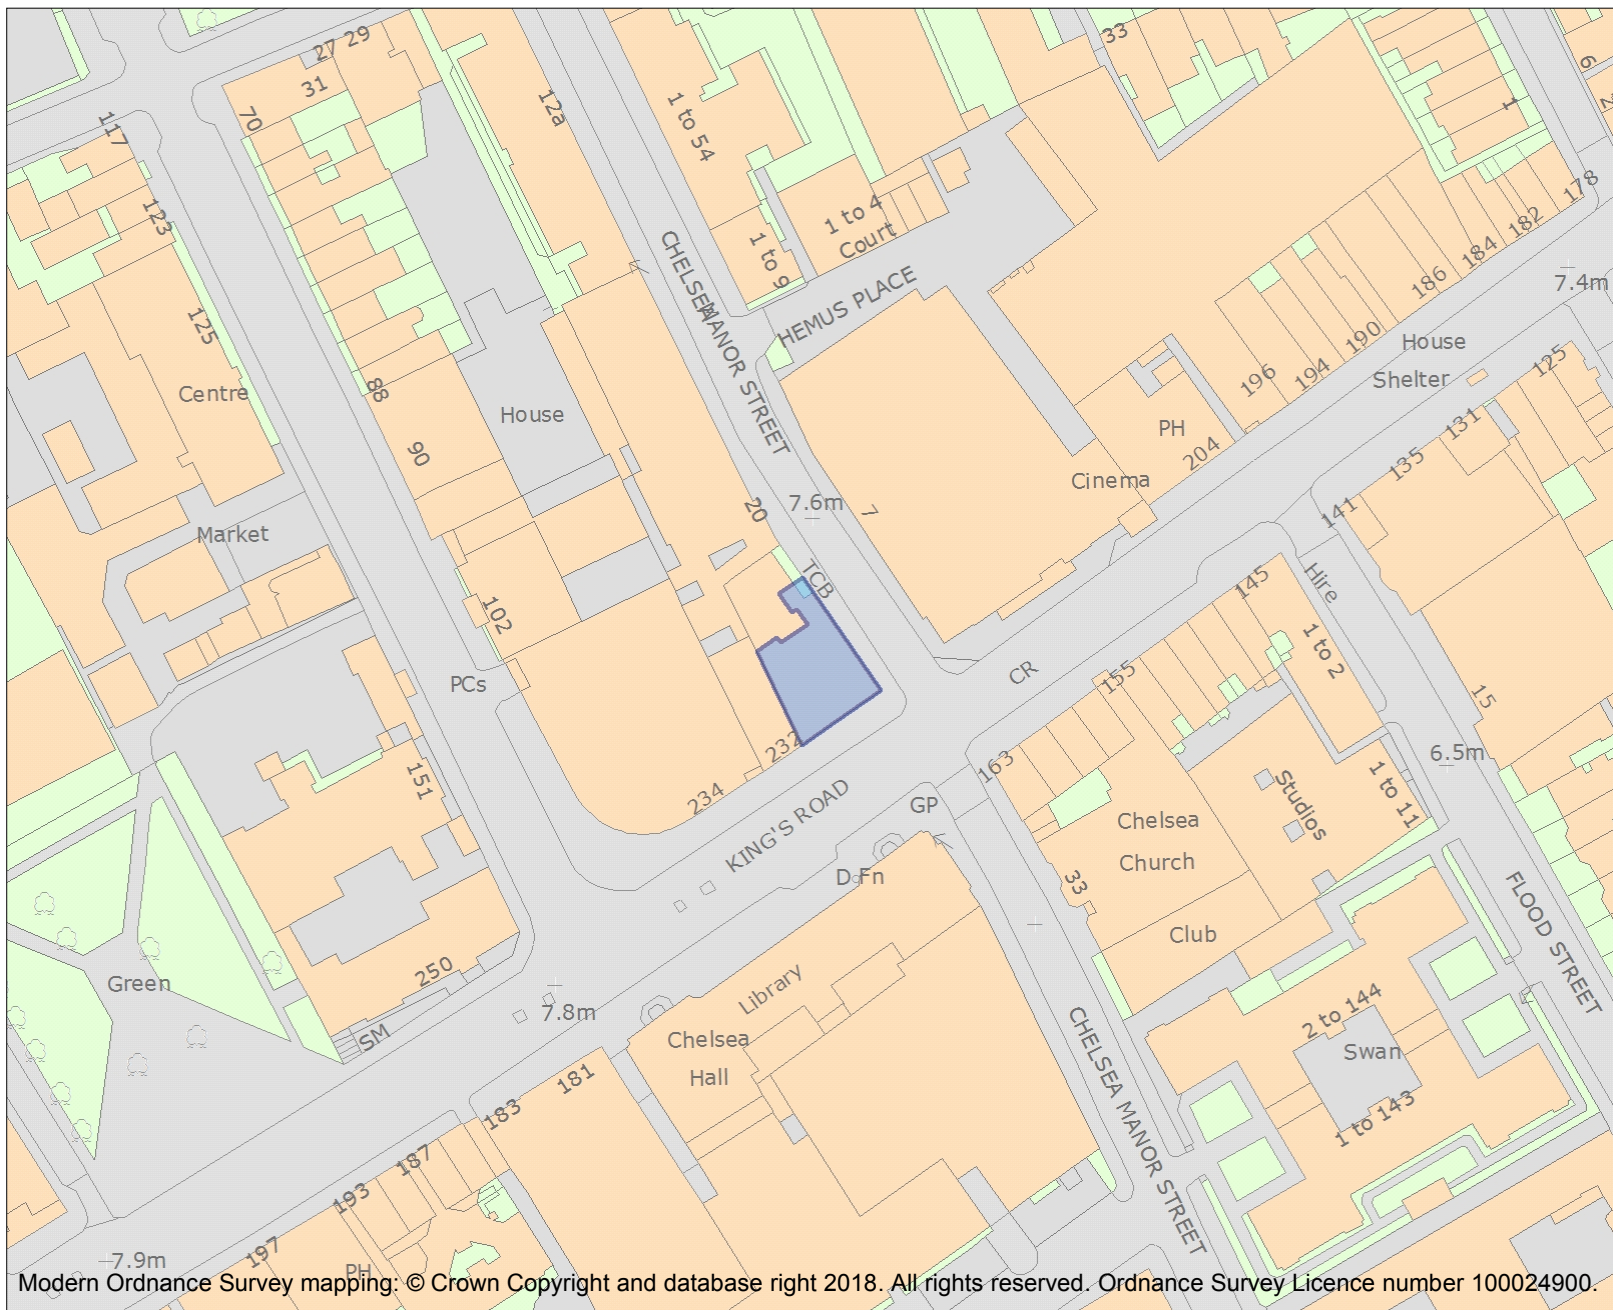 27 29
33
31
12a
6
70
1 to 54
1
117
178
123
1 to 4
Court
182
184
1 to 9
CHELSEA
MANOR STREET
HEMUS PLACE
186
7.4m
125
190
House
88
Centre
House
196
194
Shelter
125
PH
204
131
90
135
Cinema
20
7.6m
7
141
Market
TCB
145
Hire
102
1 to 2
PCs
CR
155
15
232
163
6.5m
151
234
KING'S ROAD
GP
Studios
1 to 11
Chelsea
Church
D Fn
33
FLOOD STREET
Green
250
Club
Library
7.8m
SM
Chelsea
Hall
2 to 144
Swan
181
CHELSEA MANOR STREET
183
1 to 143
187
193
197
7.9m
PH
Modern Ordnance Survey mapping: © Crown Copyright and database right 2018. All rights reserved. Ordnance Survey Licence number 100024900.